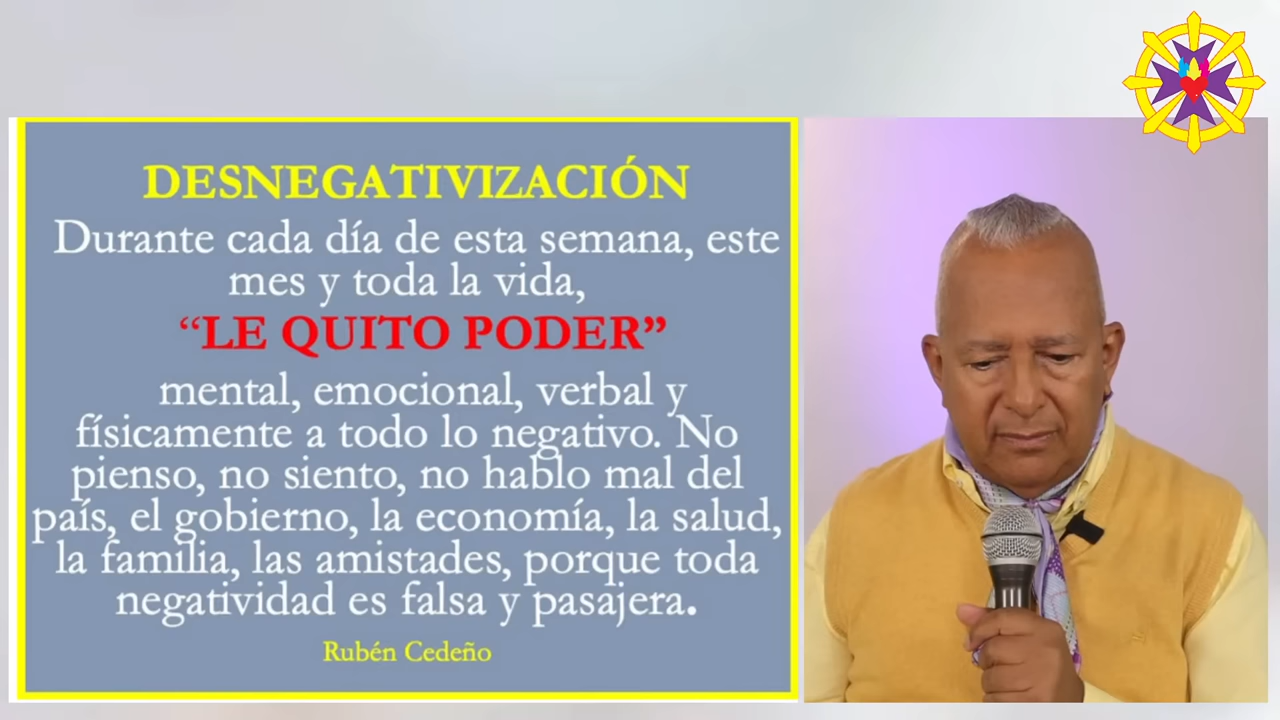 DESNEGATIVIZACIÓN
Durante cada día de esta semana, este
mes y toda la vida,
“LE QUITO PODER”
mental, emocional, verbal y
físicamente a todo lo negativo. No
pienso, no siento, no hablo mal del
país, el gobierno, la economía, la salud,
la familia, las amistades, porque toda
negatividad es falsa y pasajera.
Rubén Cedeño